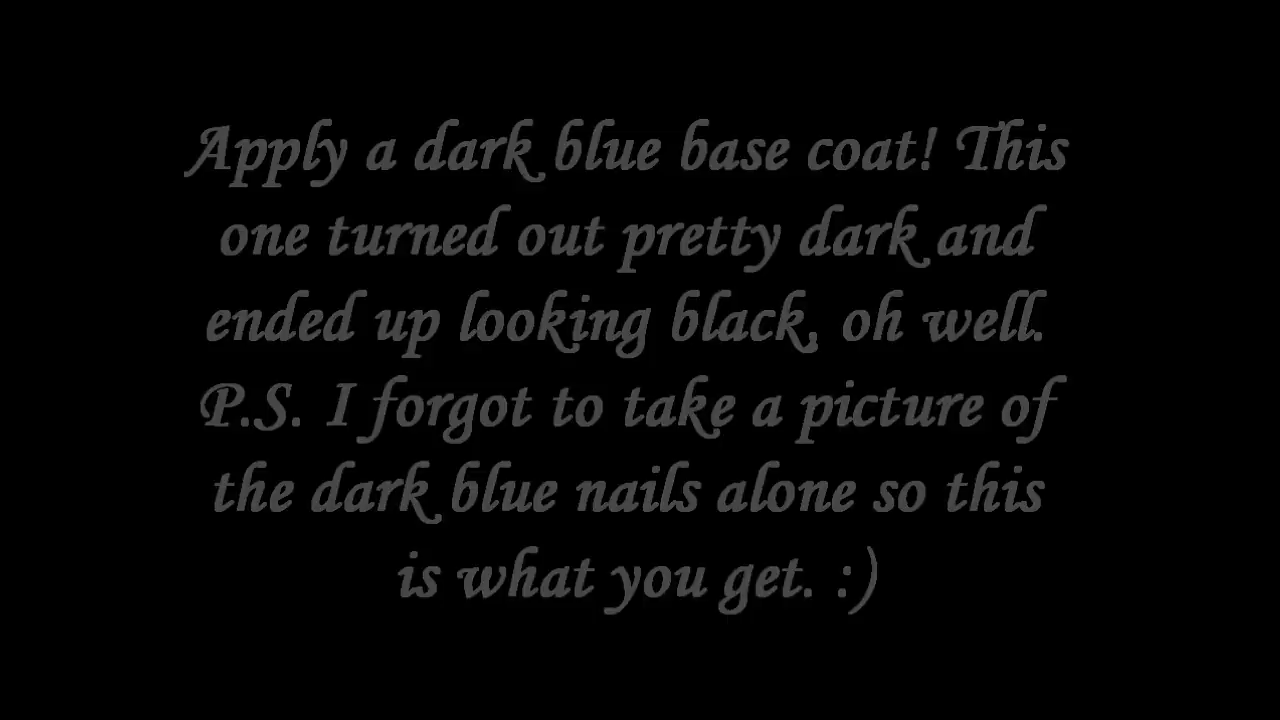 Apply a dark blue base coat! This
one turned out pretty dark and
ended up looking black, oh well.
P.S. I forgot to take a picture of
the dark blue nails alone so this
is what you get. :)